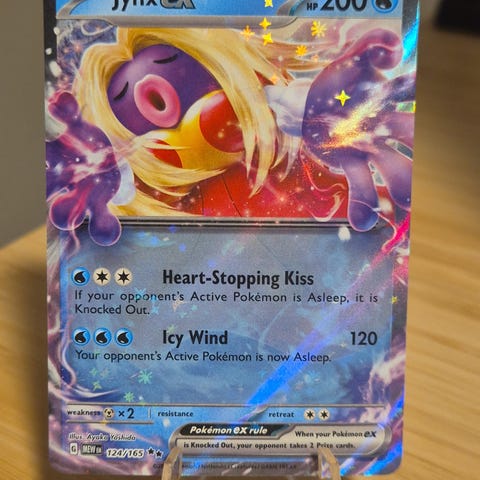 Jynx ex HP 200
Heart-Stopping Kiss
If your opponent's Active Pokémon is Asleep, it is
Knocked Out.
Icy Wind 120
Your opponent's Active Pokémon is now Asleep.
weakness ×2 resistance retreat
Illus. Ayaka Yoshida
Pokémon ex rule
When your Pokémon ex
is Knocked Out, your opponent takes 2 Prize cards.
G MEW EN 124/165